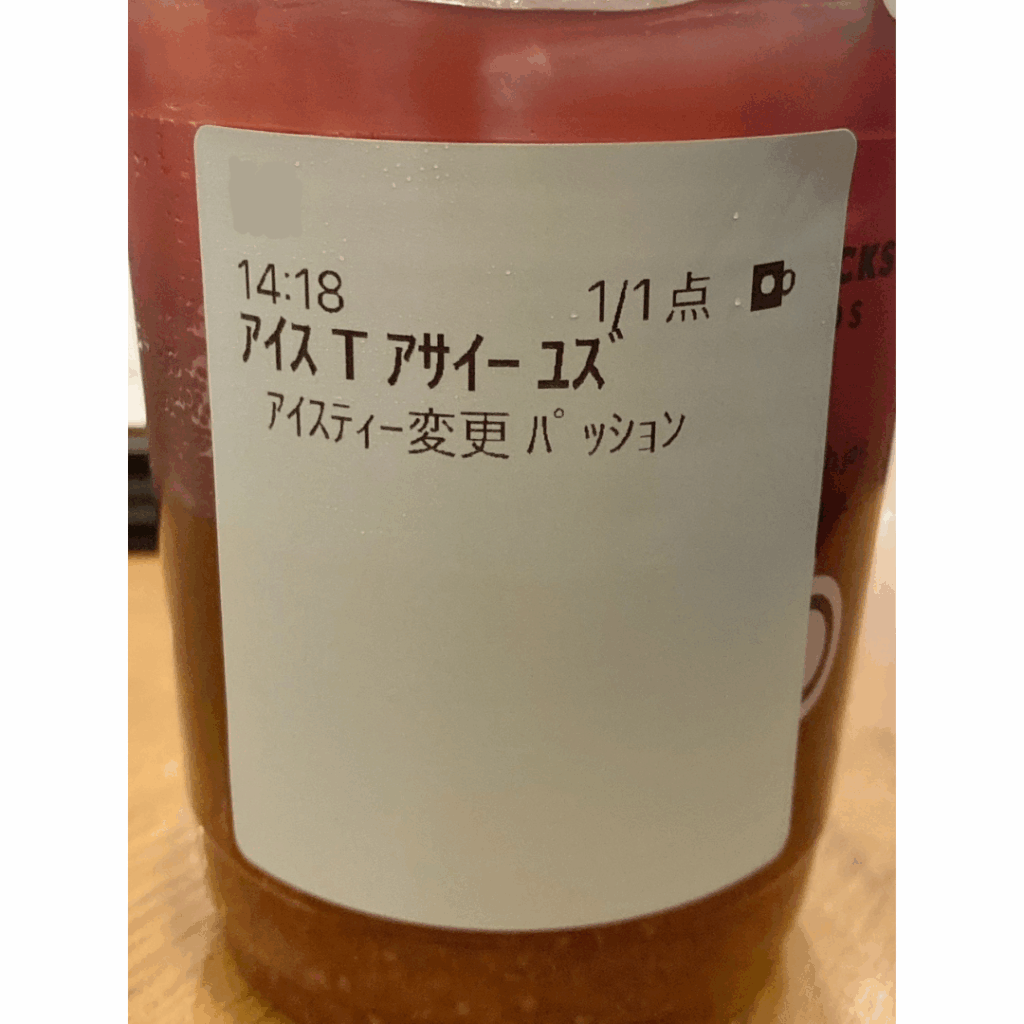 14:18 1/1点
ｱｲｽ T ｱｻｲｰ ﾕｽﾞ
ｱｲｽﾃｨｰ変更 ﾊﾟｯｼｮﾝ
CKS